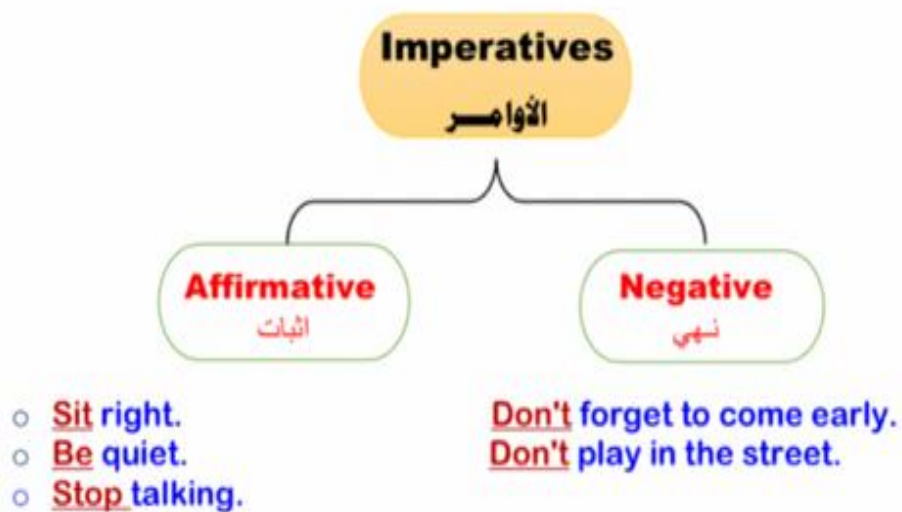 Imperatives
الأوامـــر
Affirmative
اثبات
Negative
نـهي
Sit right.
Be quiet.
Stop talking.
Don't forget to come early.
Don't play in the street.